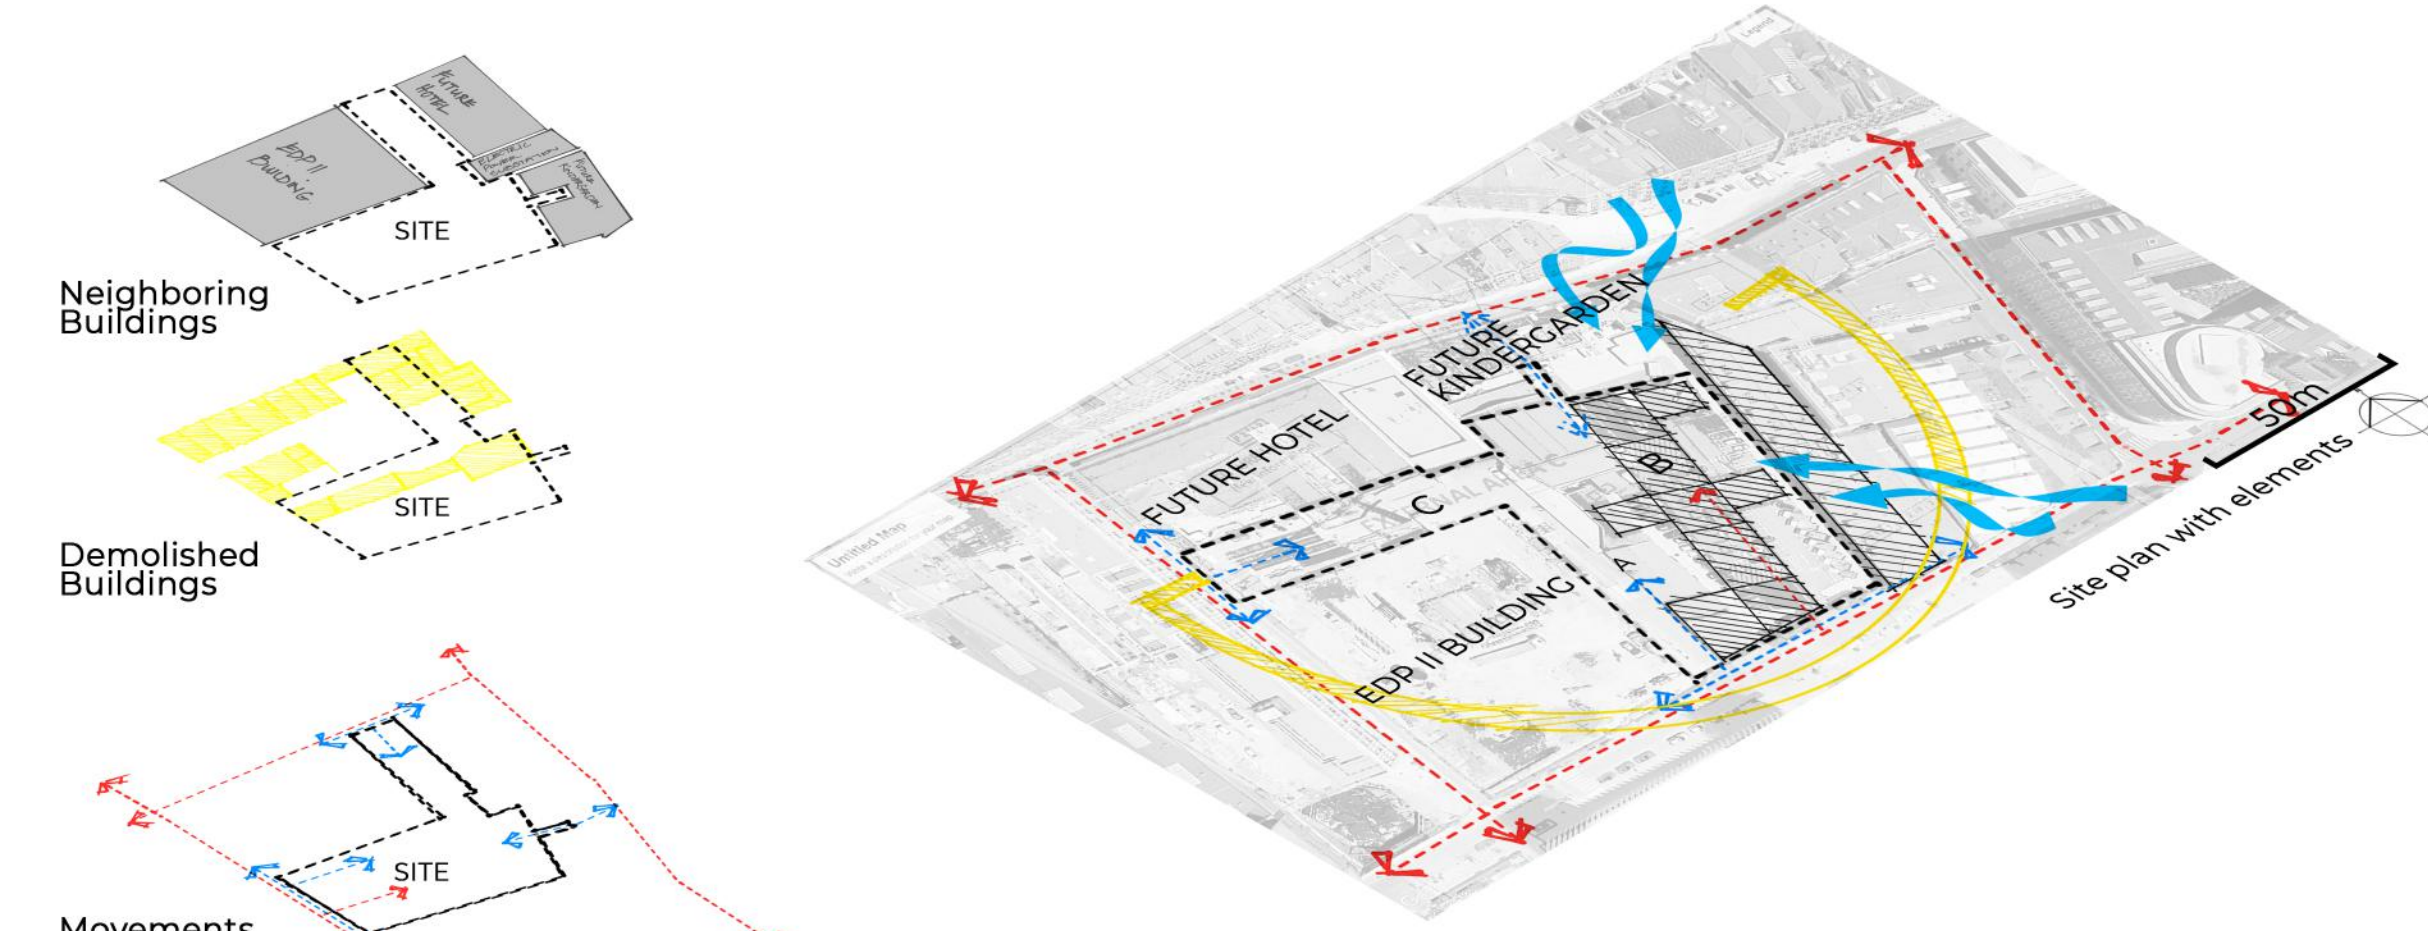 FUTURE
HOTEL
EDP II
BUILDING
ELECTRIC
POWER
SUBSTATION
FUTURE
KINDERGARDEN
SITE
Neighboring
Buildings
SITE
Demolished
Buildings
SITE
Movements
Legend
FUTURE
KINDERGARDEN
FUTURE HOTEL
B
C
A
EDP II BUILDING
Untitled Map
50m
Site plan with elements